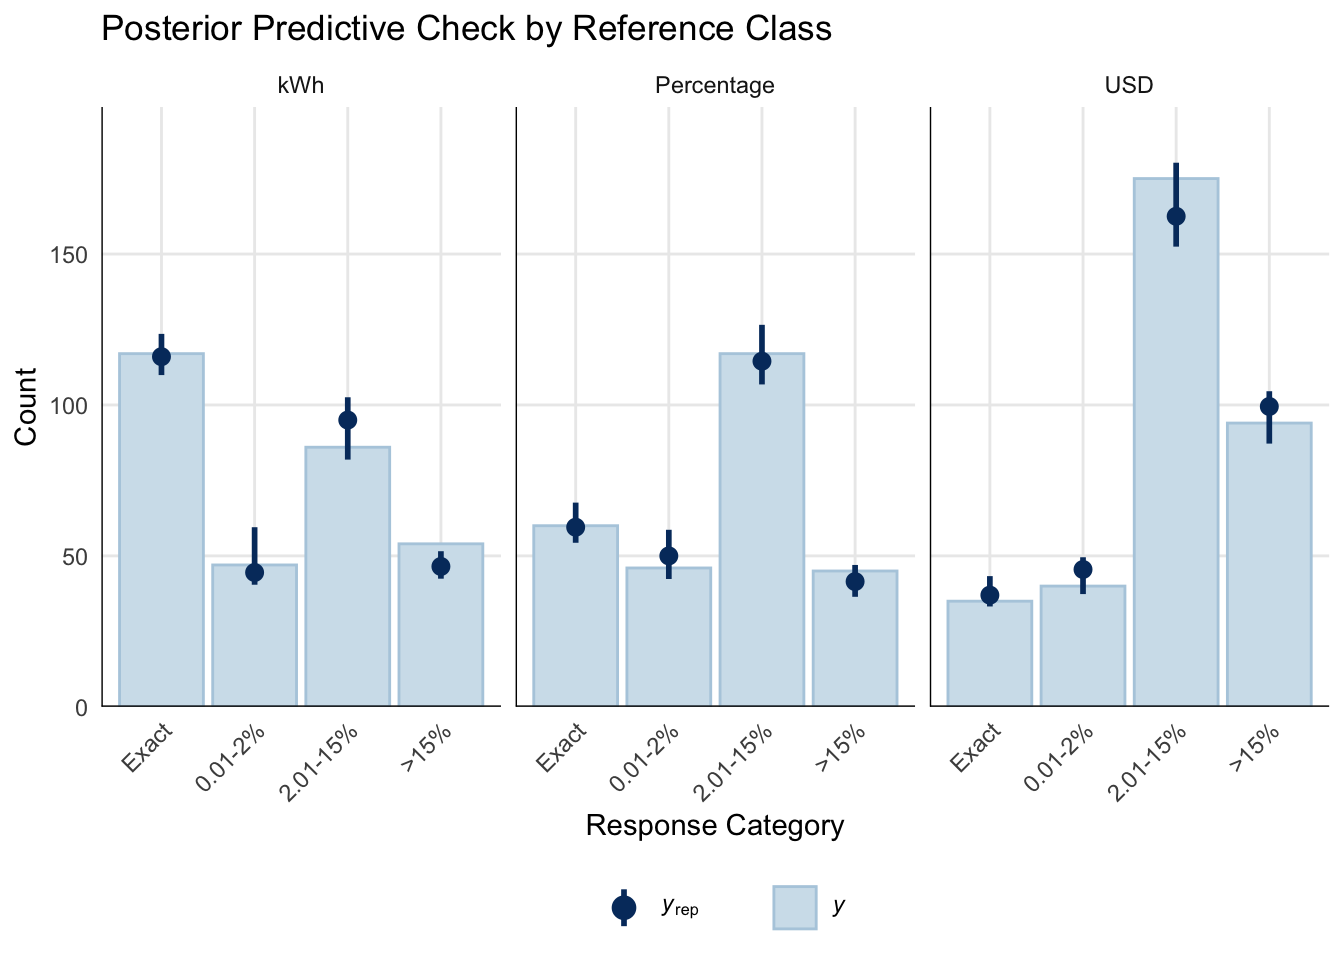 Posterior Predictive Check by Reference Class
kWh
Percentage
USD
Count
150
100
50
0
Exact
0.01-2%
2.01-15%
>15%
Exact
0.01-2%
2.01-15%
>15%
Exact
0.01-2%
2.01-15%
>15%
Response Category
yrep
y